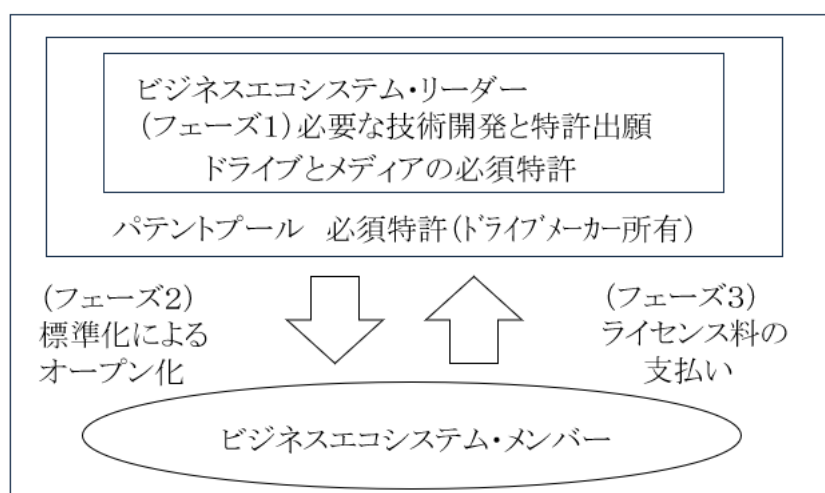 ビジネスエコシステム・リーダー
(フェーズ1)必要な技術開発と特許出願
ドライブとメディアの必須特許
パテントプール 必須特許(ドライブメーカー所有)
(フェーズ2)
標準化による
オープン化
(フェーズ3)
ライセンス料の
支払い
ビジネスエコシステム・メンバー